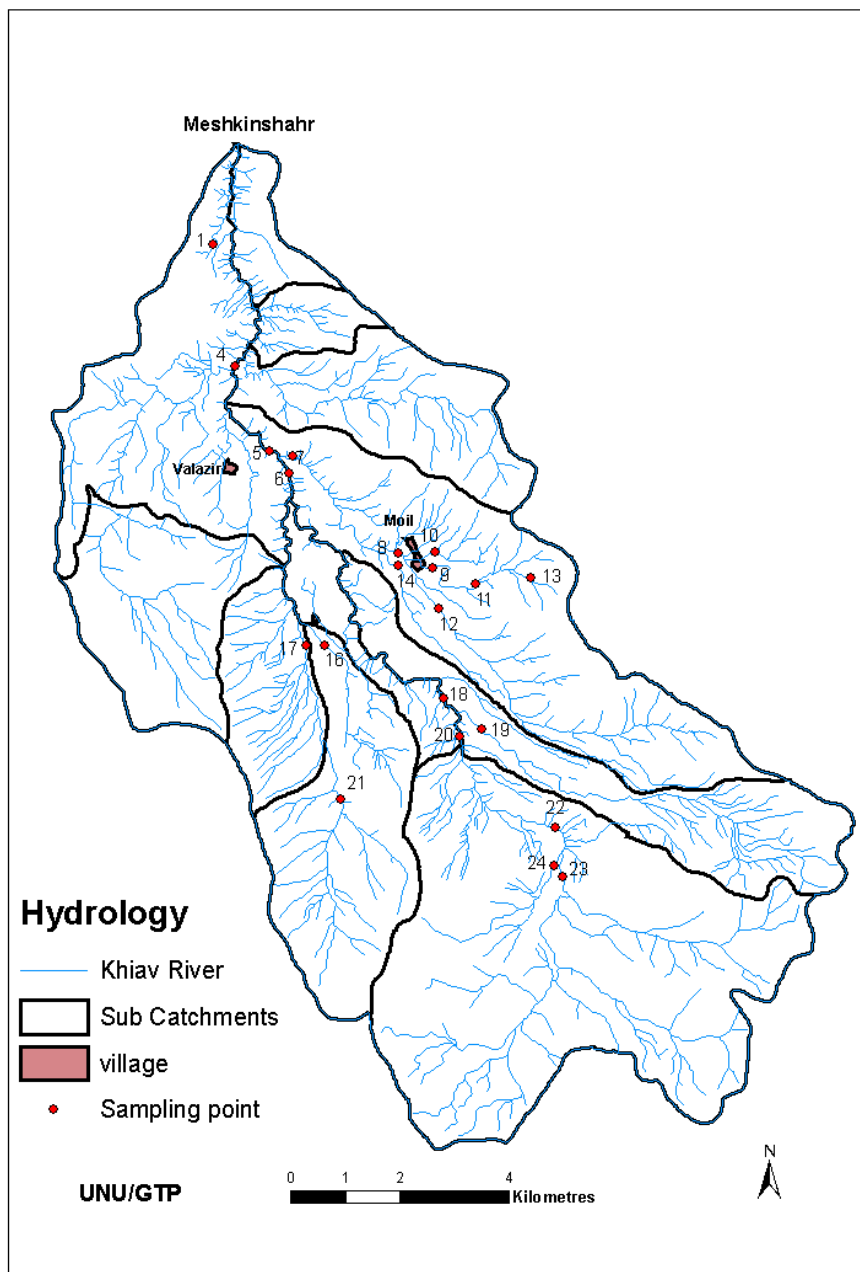 Meshkinshahr
1
4
5
7
Valazir
6
Moil
10
8
9
14
11
13
12
17
16
18
19
20
21
22
24
23
Hydrology
Khiav River
Sub Catchments
village
Sampling point
N
0 1 2 4
Kilometres
UNU/GTP